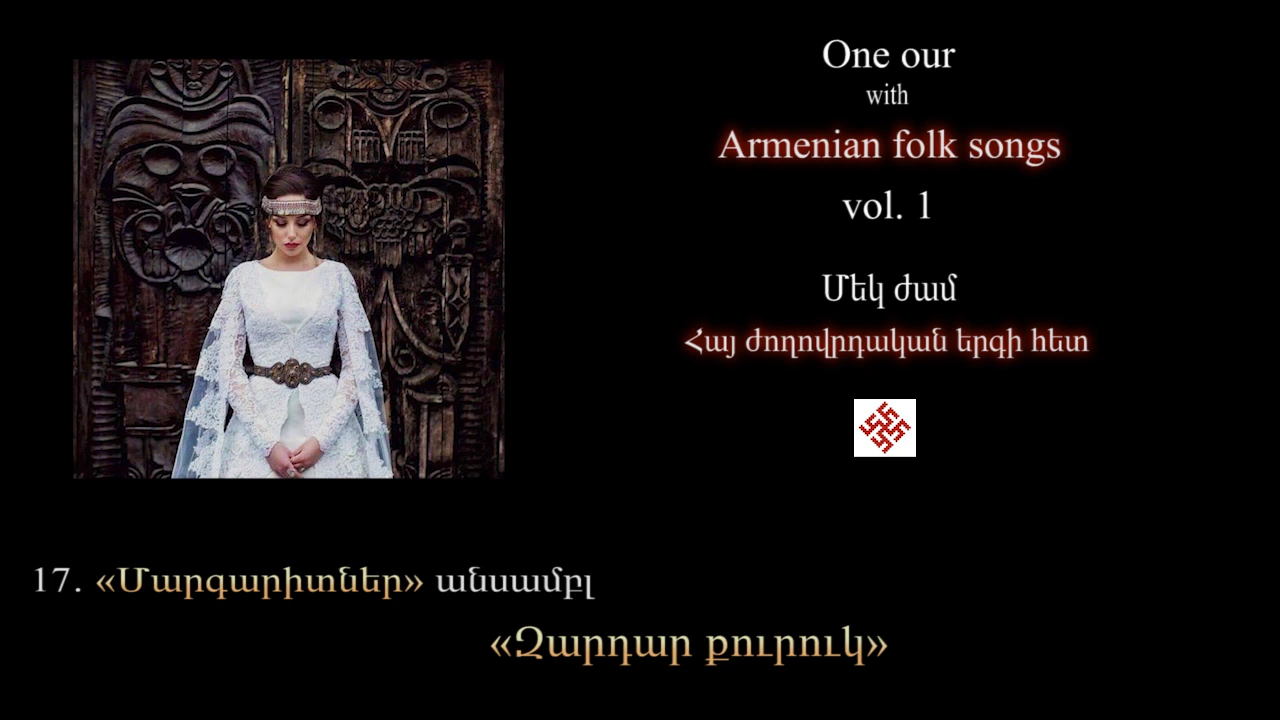 One our
with
Armenian folk songs
vol. 1
Մեկ ժամ
Հայ ժողովրդական երգի հետ
17. «Մարգարիտներ» անսամբլ
«Զարդար քուրուկ»